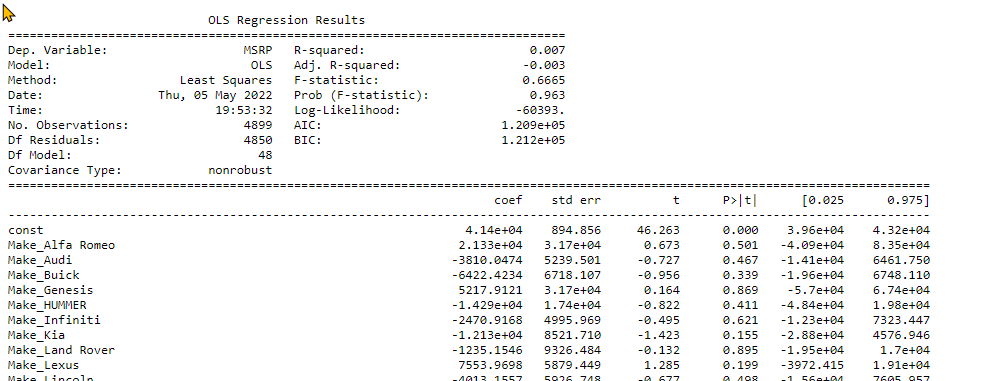 OLS Regression Results
==============================================================================
Dep. Variable: MSRP R-squared: 0.007
Model: OLS Adj. R-squared: -0.003
Method: Least Squares F-statistic: 0.6665
Date: Thu, 05 May 2022 Prob (F-statistic): 0.963
Time: 19:53:32 Log-Likelihood: -60393.
No. Observations: 4899 AIC: 1.209e+05
Df Residuals: 4850 BIC: 1.212e+05
Df Model: 48
Covariance Type: nonrobust
==============================================================================
coef std err t P>|t| [0.025 0.975]
------------------------------------------------------------------------------
const 4.14e+04 894.856 46.263 0.000 3.96e+04 4.32e+04
Make_Alfa Romeo 2.133e+04 3.17e+04 0.673 0.501 -4.09e+04 8.35e+04
Make_Audi -3810.0474 5239.501 -0.727 0.467 -1.41e+04 6461.750
Make_Buick -6422.4234 6718.107 -0.956 0.339 -1.96e+04 6748.110
Make_Genesis 5217.9121 3.17e+04 0.164 0.869 -5.7e+04 6.74e+04
Make_HUMMER -1.429e+04 1.74e+04 -0.822 0.411 -4.84e+04 1.98e+04
Make_Infiniti -2470.9168 4995.969 -0.495 0.621 -1.23e+04 7323.447
Make_Kia -1.213e+04 8521.710 -1.423 0.155 -2.88e+04 4576.946
Make_Land Rover -1235.1546 9326.484 -0.132 0.895 -1.95e+04 1.7e+04
Make_Lexus 7553.9698 5879.449 1.285 0.199 -3972.415 1.91e+04
Make_Lincoln -4013.1557 5926.748 -0.677 0.498 -1.56e+04 7605.957